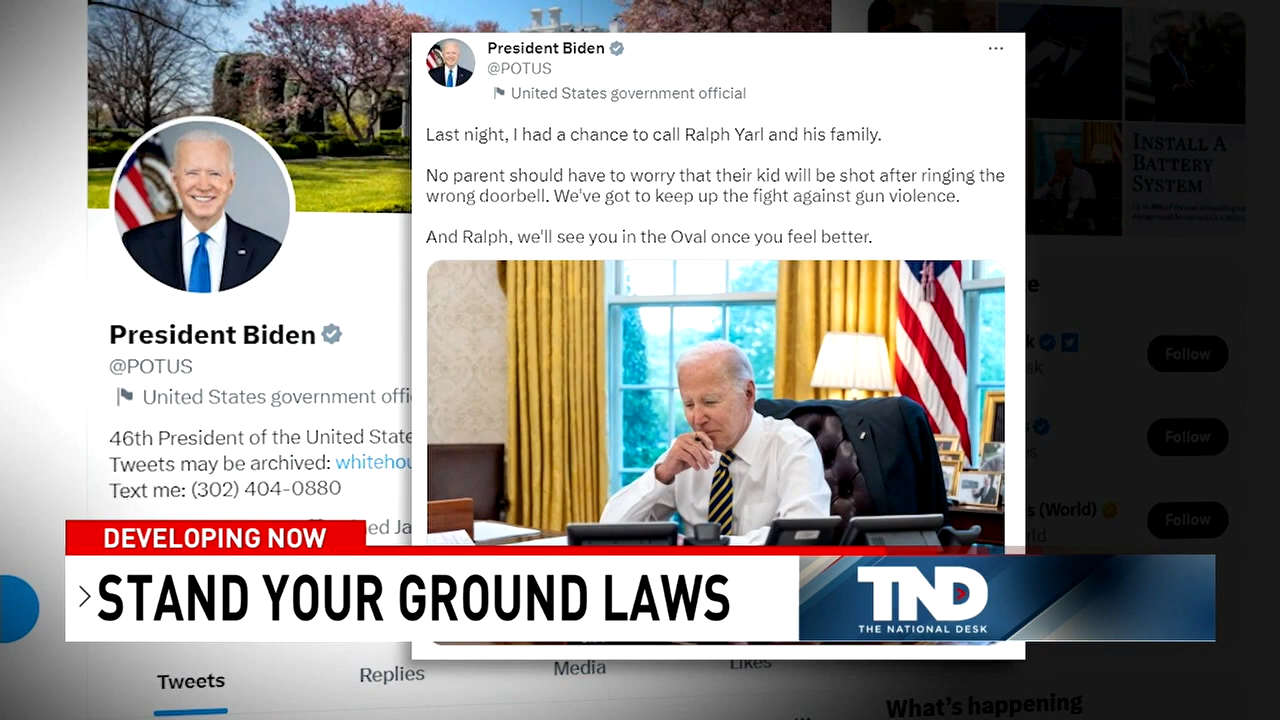 President Biden
@POTUS
United States government official
Last night, I had a chance to call Ralph Yarl and his family.
No parent should have to worry that their kid will be shot after ringing the
wrong doorbell. We've got to keep up the fight against gun violence.
And Ralph, we'll see you in the Oval once you feel better.
INSTALL A
BATTERY
SYSTEM
President Biden
@POTUS
United States government offi
46th President of the United State
Tweets may be archived: whitehou
Text me: (302) 404-0880
ed Ja
Follow
Follow
s (World)
Follow
DEVELOPING NOW
STAND YOUR GROUND LAWS
TND
THE NATIONAL DESK
Tweets
Replies
Media
Likes
What's happening